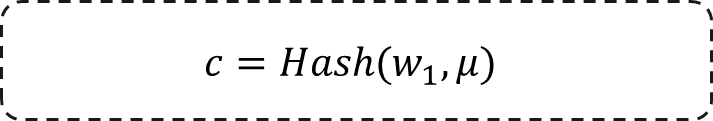 c = Hash(w₁, μ)